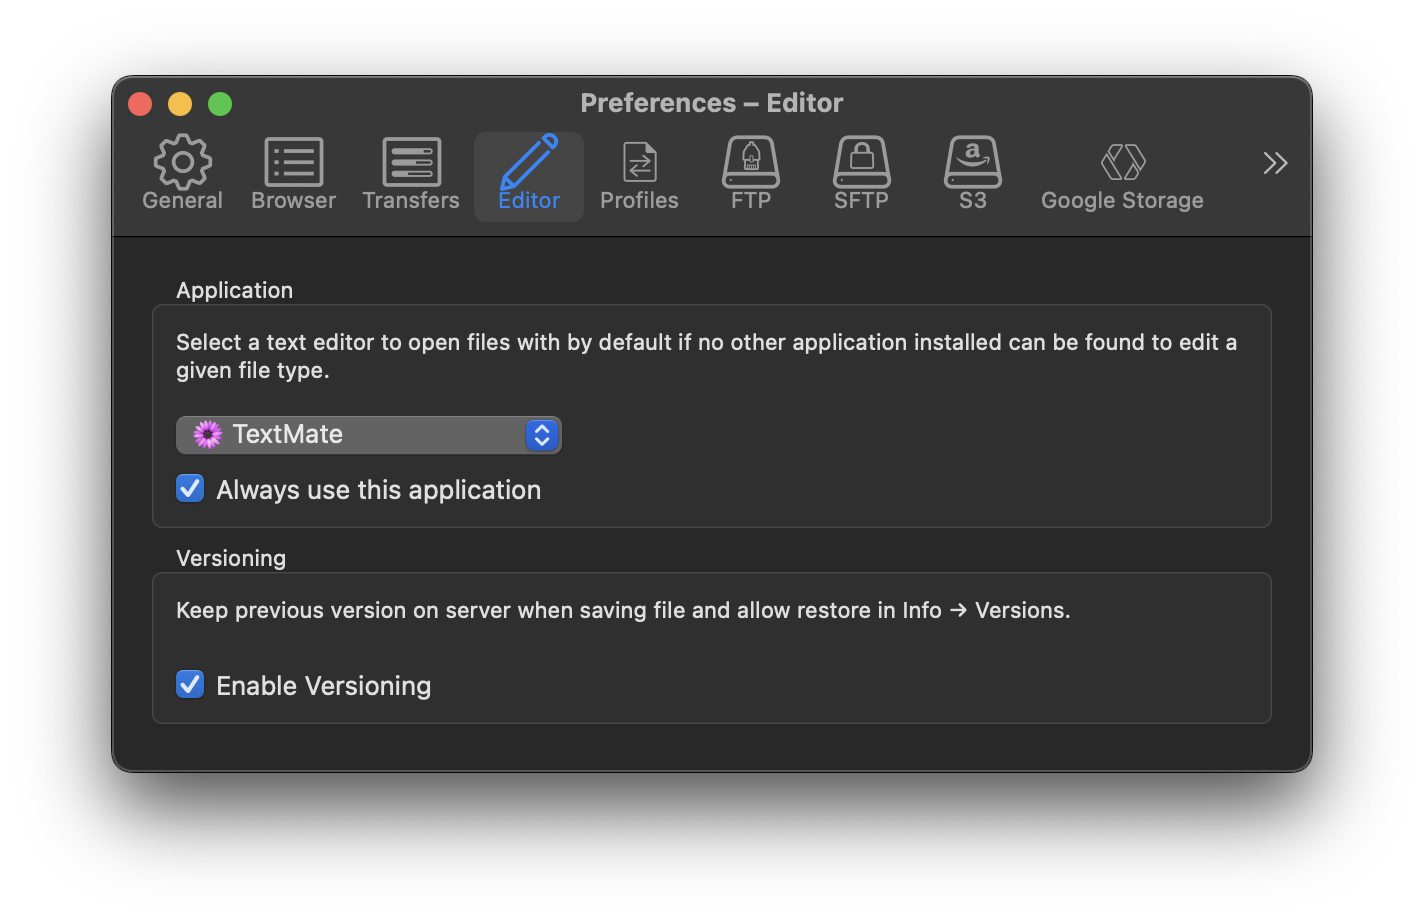 Preferences – Editor
General
Browser
Transfers
Editor
Profiles
FTP
SFTP
S3
Google Storage
Application
Select a text editor to open files with by default if no other application installed can be found to edit a
given file type.
TextMate
Always use this application
Versioning
Keep previous version on server when saving file and allow restore in Info → Versions.
Enable Versioning